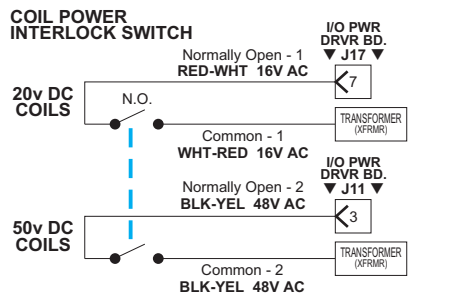 COIL POWER
INTERLOCK SWITCH
I/O PWR
DRVR BD.
▼ J17 ▼
Normally Open - 1
RED-WHT 16V AC
7
20v DC
COILS
N.O.
TRANSFORMER
(XFRMR)
Common - 1
WHT-RED 16V AC
I/O PWR
DRVR BD.
▼ J11 ▼
Normally Open - 2
BLK-YEL 48V AC
3
50v DC
COILS
TRANSFORMER
(XFRMR)
Common - 2
BLK-YEL 48V AC